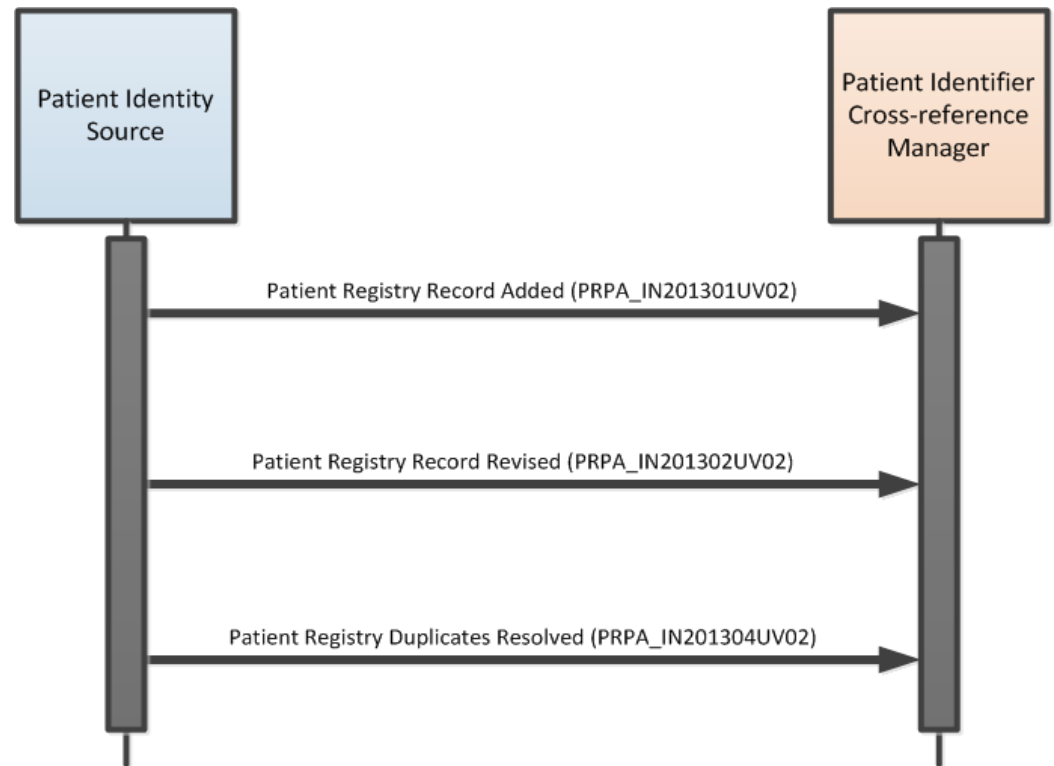 Patient Identity
Source
Patient Identifier
Cross-reference
Manager
Patient Registry Record Added (PRPA_IN201301UV02)
Patient Registry Record Revised (PRPA_IN201302UV02)
Patient Registry Duplicates Resolved (PRPA_IN201304UV02)